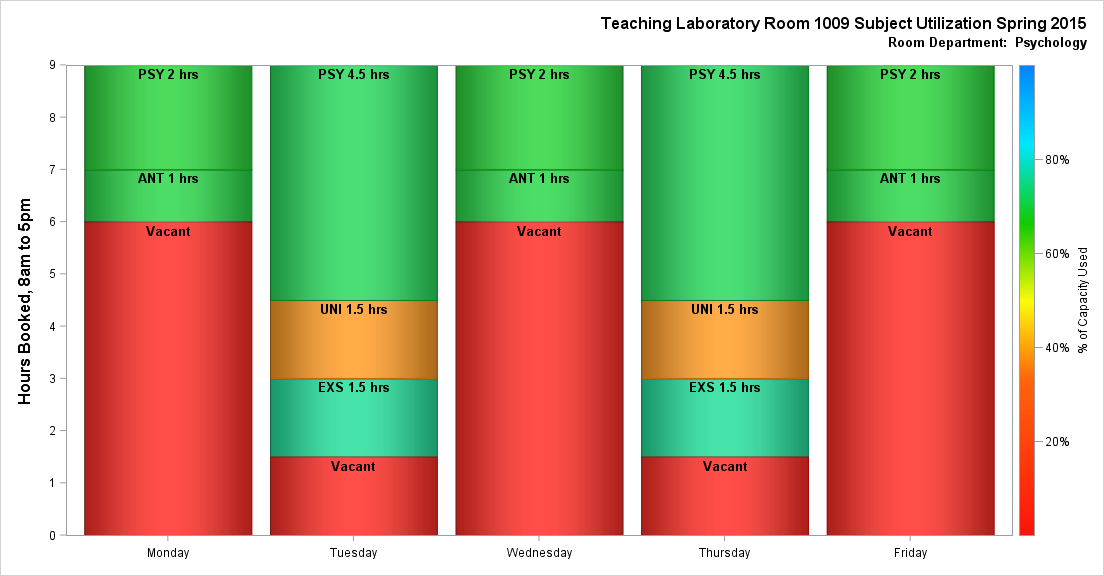 Teaching Laboratory Room 1009 Subject Utilization Spring 2015
Room Department:  Psychology
Hours Booked, 8am to 5pm
9
8
7
6
5
4
3
2
1
0
PSY 2 hrs
ANT 1 hrs
Vacant
PSY 4.5 hrs
UNI 1.5 hrs
EXS 1.5 hrs
Vacant
PSY 2 hrs
ANT 1 hrs
Vacant
PSY 4.5 hrs
UNI 1.5 hrs
EXS 1.5 hrs
Vacant
PSY 2 hrs
ANT 1 hrs
Vacant
Monday
Tuesday
Wednesday
Thursday
Friday
80%
60%
40%
20%
% of Capacity Used